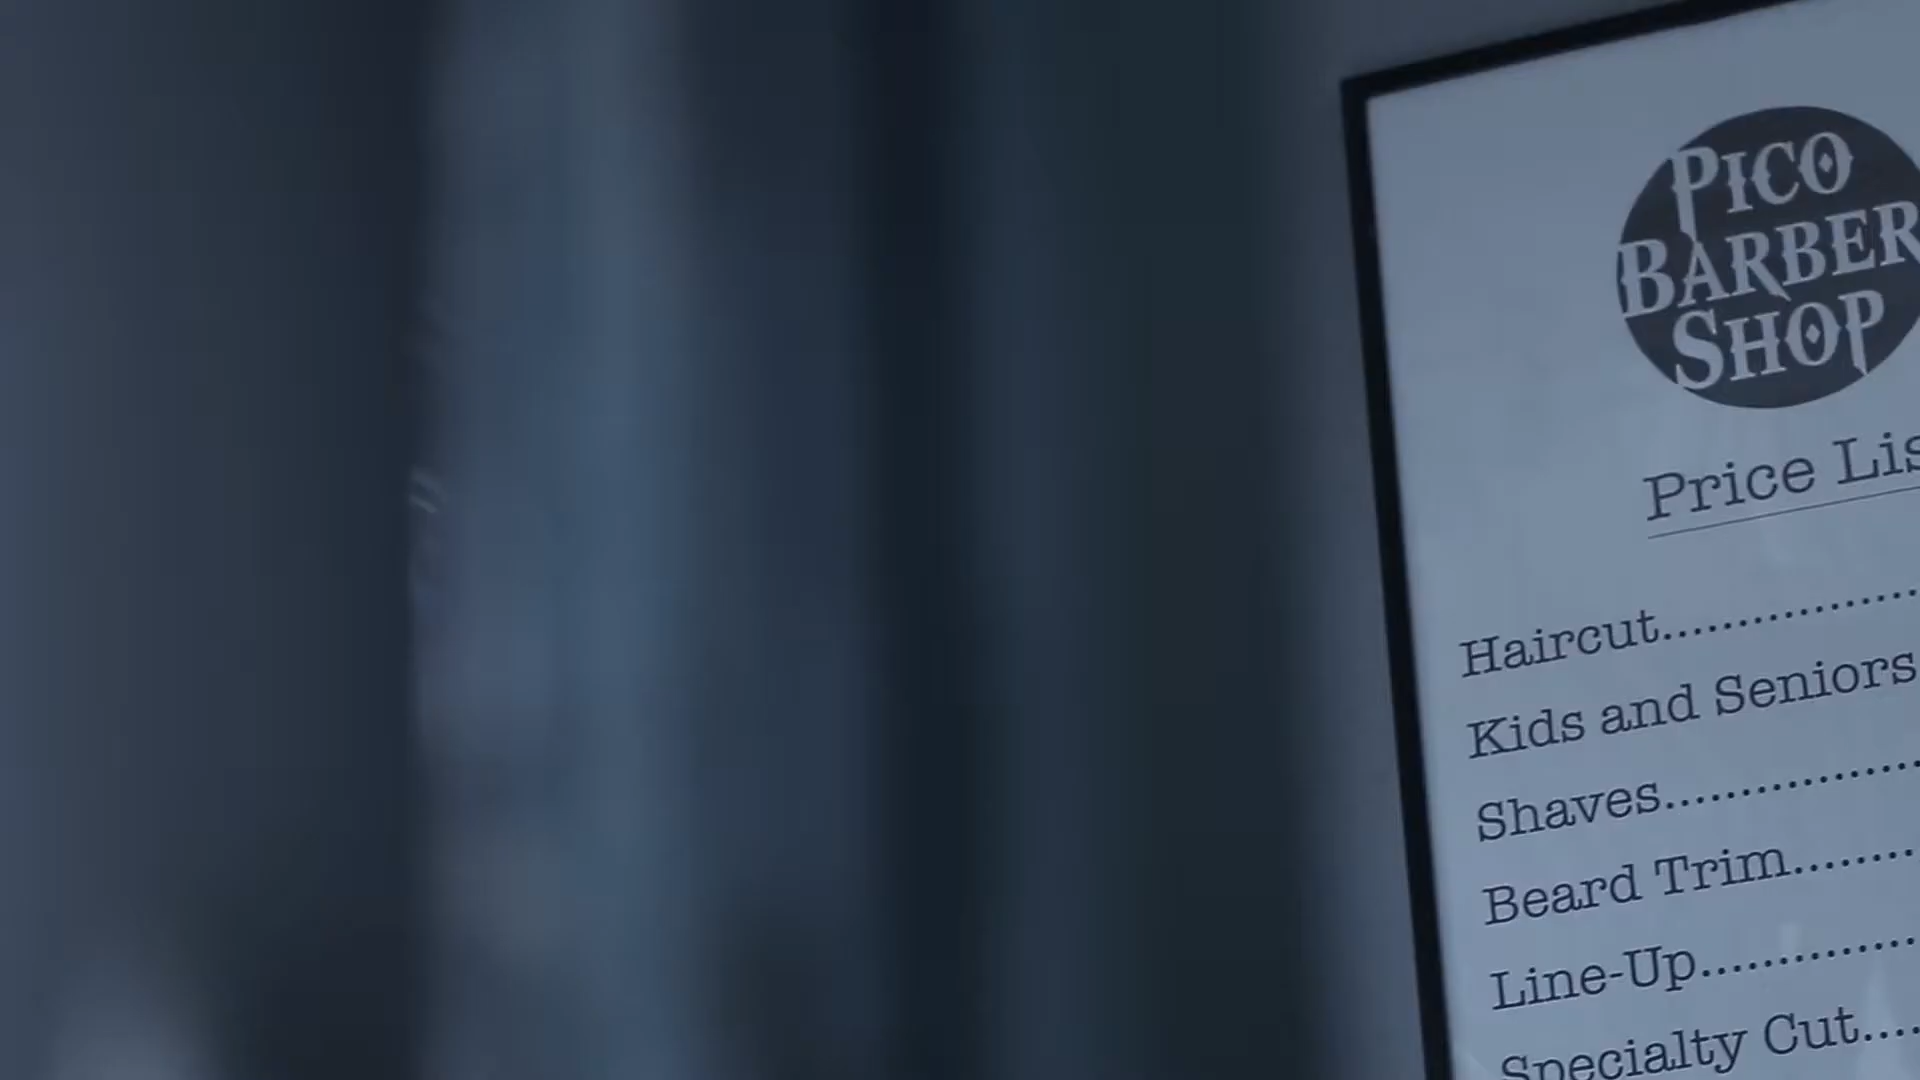 PICO
BARBER
SHOP
Price Lis
Haircut................
Kids and Seniors
Shaves................
Beard Trim........
Line-Up..............
Specialty Cut....